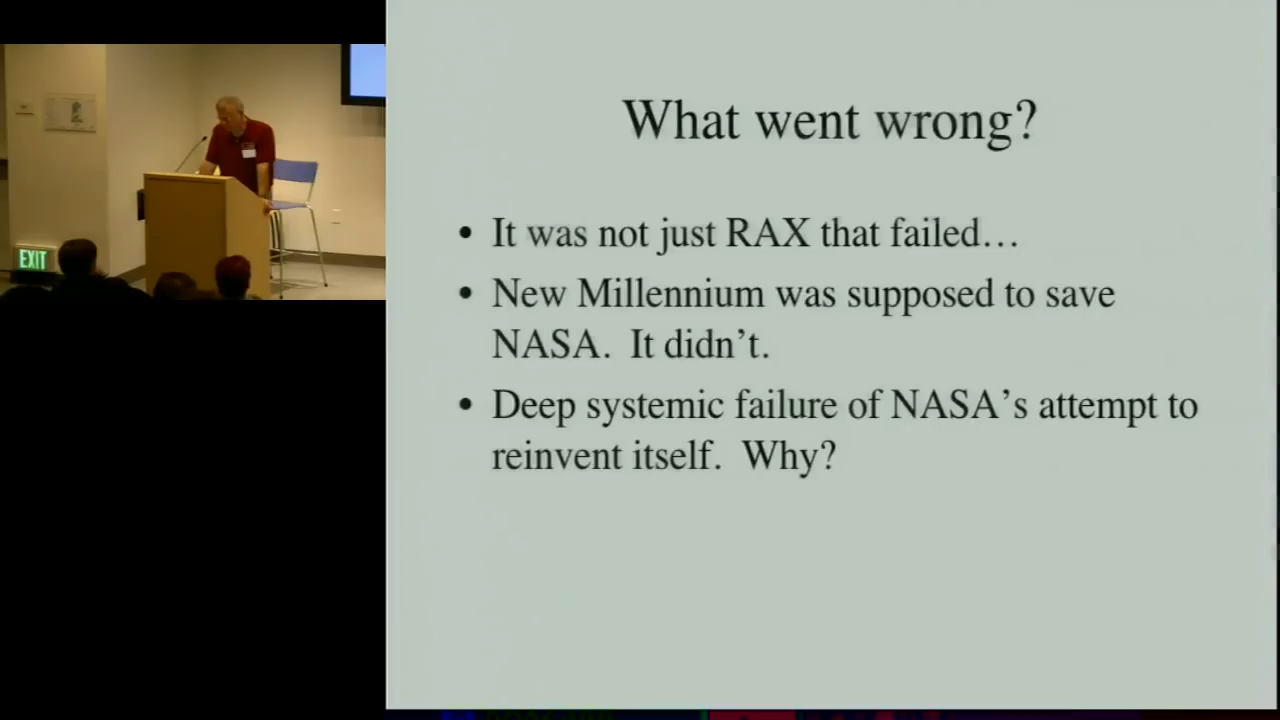 What went wrong?
• It was not just RAX that failed…
• New Millennium was supposed to save
NASA. It didn't.
• Deep systemic failure of NASA's attempt to
reinvent itself. Why?
EXIT